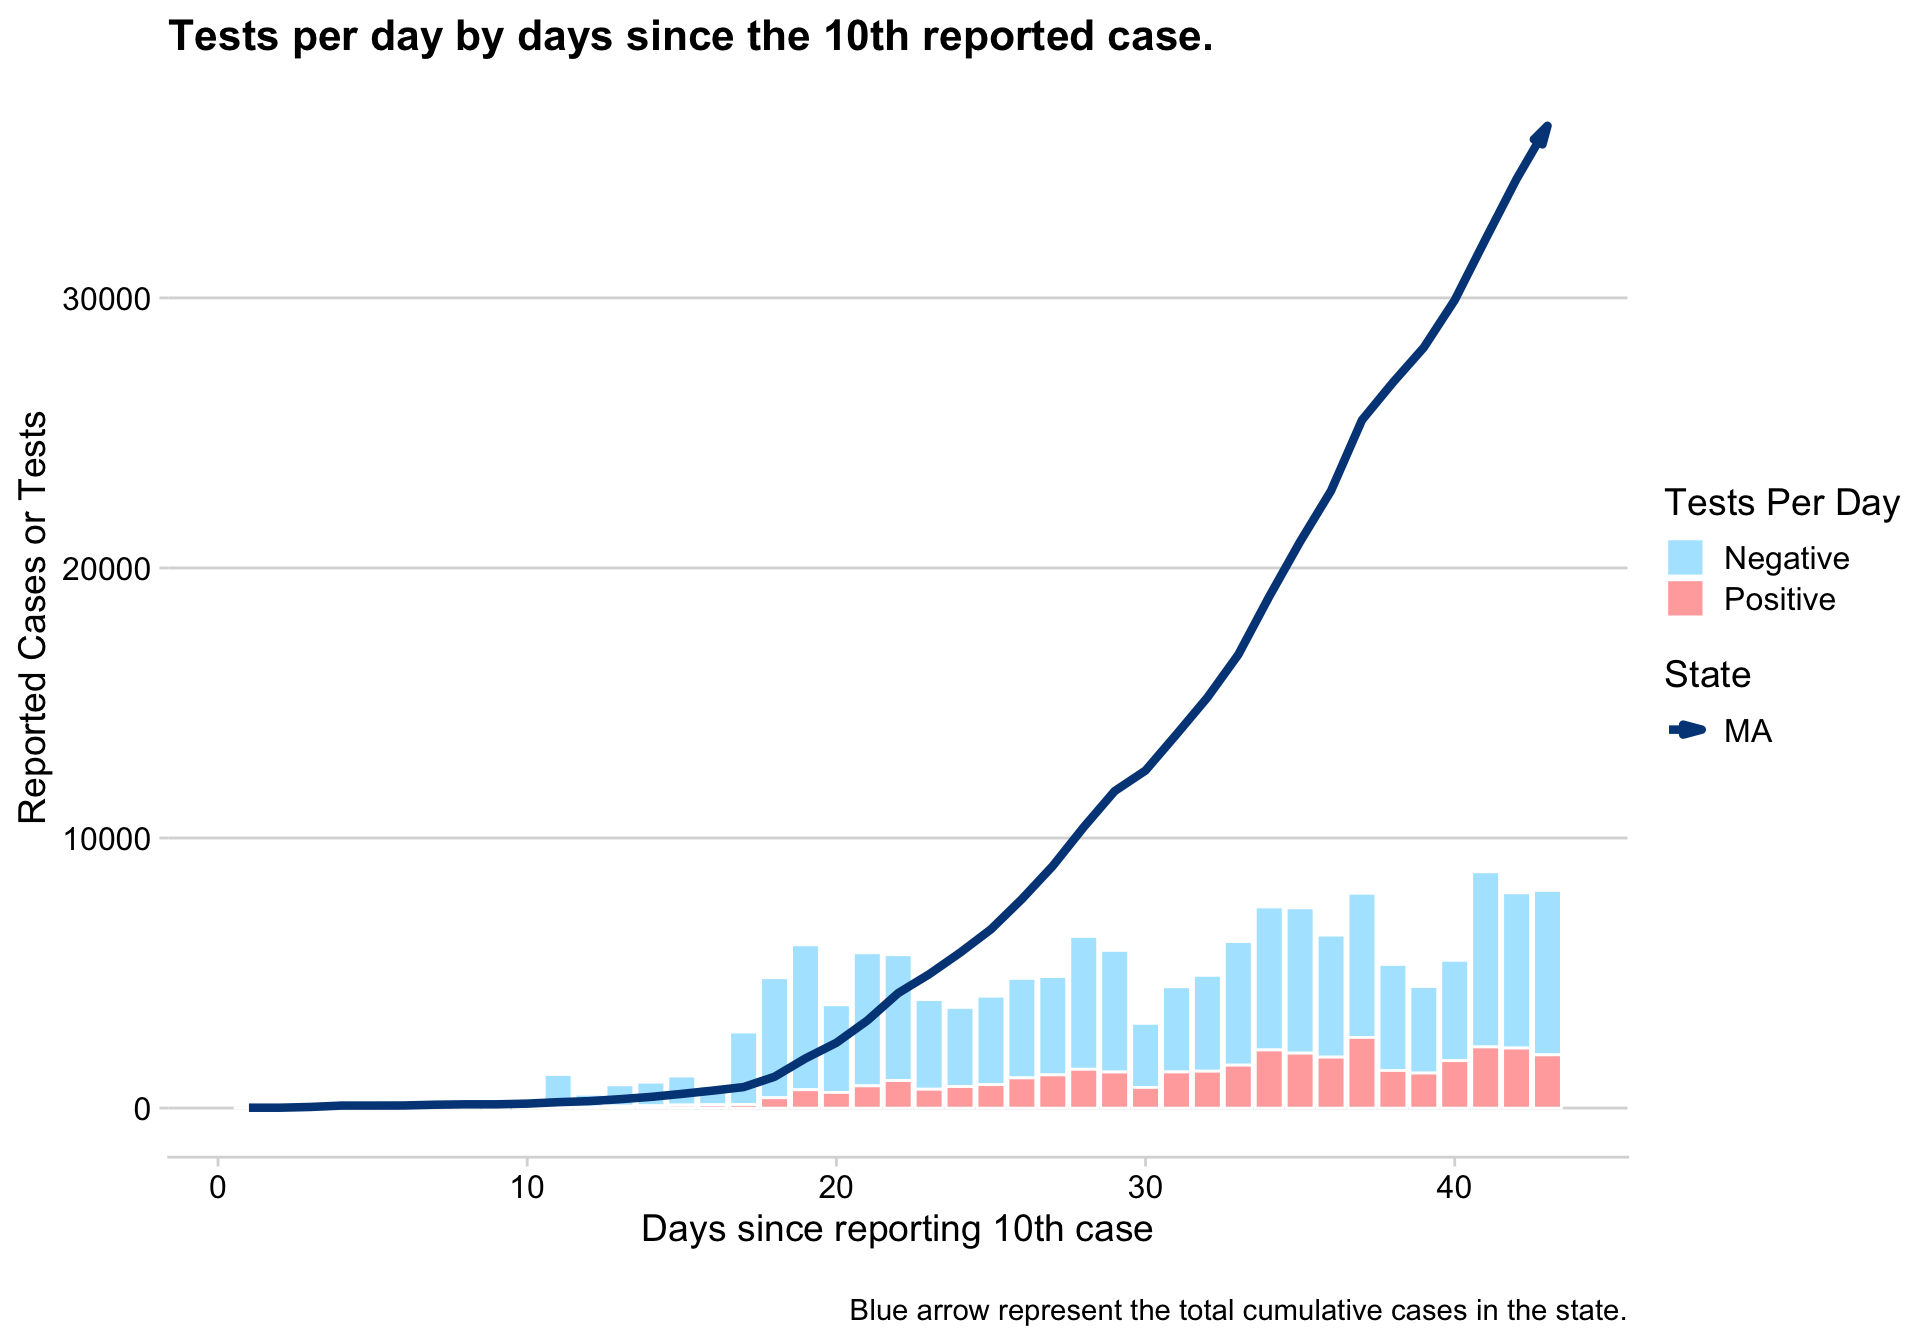 Tests per day by days since the 10th reported case.
Reported Cases or Tests
30000
20000
10000
0
0 10 20 30 40
Days since reporting 10th case
Tests Per Day
Negative
Positive
State
MA
Blue arrow represent the total cumulative cases in the state.